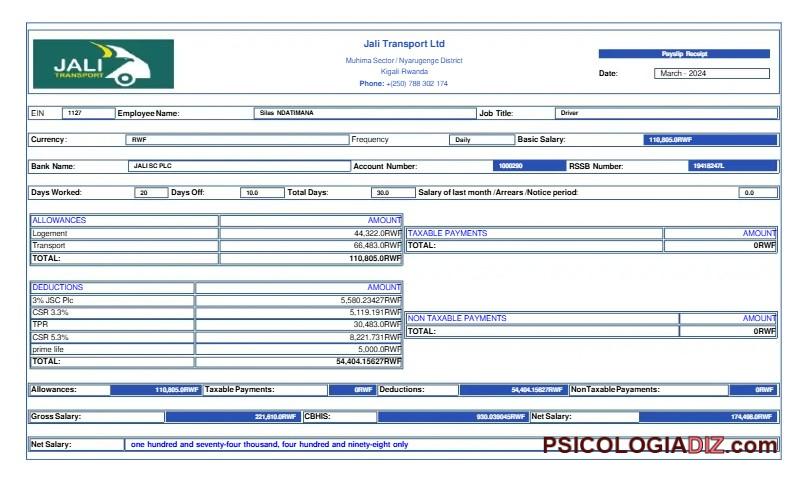 JALI
TRANSPORT
Jali Transport Ltd
Muhima Sector / Nyarugenge District
Kigali Rwanda
Phone: +(250) 788 302 174
Payslip Receipt
Date: March - 2024
EIN 1127 Employee Name: Silas NDATIMANA Job Title: Driver
Currency: RWF Frequency Daily Basic Salary: 110,805.0RWF
Bank Name: JALI SC PLC Account Number: 1000290 RSSB Number: 19418247L
Days Worked: 20 Days Off: 10.0 Total Days: 30.0 Salary of last month /Arrears /Notice period: 0.0
ALLOWANCES AMOUNT
Logement 44,322.0RWF
Transport 66,483.0RWF
TOTAL: 110,805.0RWF
TAXABLE PAYMENTS AMOUNT
TOTAL: 0RWF
DEDUCTIONS AMOUNT
3% JSC Plc 5,580.23427RWF
CSR 3.3% 5,119.191RWF
TPR 30,483.0RWF
CSR 5.3% 8,221.731RWF
prime life 5,000.0RWF
TOTAL: 54,404.15627RWF
NON TAXABLE PAYMENTS AMOUNT
TOTAL: 0RWF
Allowances: 110,805.0RWF Taxable Payments: 0RWF Deductions: 54,404.15627RWF NonTaxable Payaments: 0RWF
Gross Salary: 221,610.0RWF CBHIS: 930.039045RWF Net Salary: 174,498.0RWF
Net Salary: one hundred and seventy-four thousand, four hundred and ninety-eight only
PSICOLOGIADIZ.com